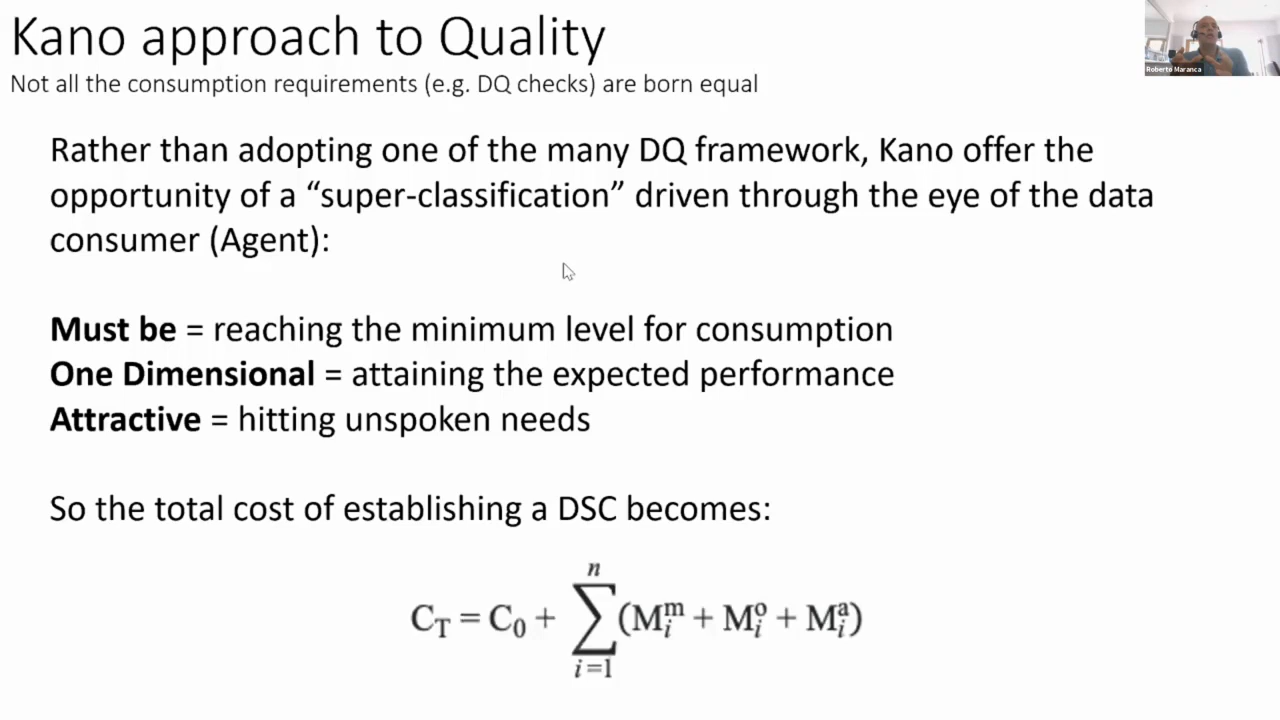 Kano approach to Quality
Not all the consumption requirements (e.g. DQ checks) are born equal
Roberto Maranca
Rather than adopting one of the many DQ framework, Kano offer the
opportunity of a “super-classification” driven through the eye of the data
consumer (Agent):
Must be = reaching the minimum level for consumption
One Dimensional = attaining the expected performance
Attractive = hitting unspoken needs
So the total cost of establishing a DSC becomes:
C_T = C_0 + \sum_{i=1}^{n} (M_i^m + M_i^o + M_i^a)